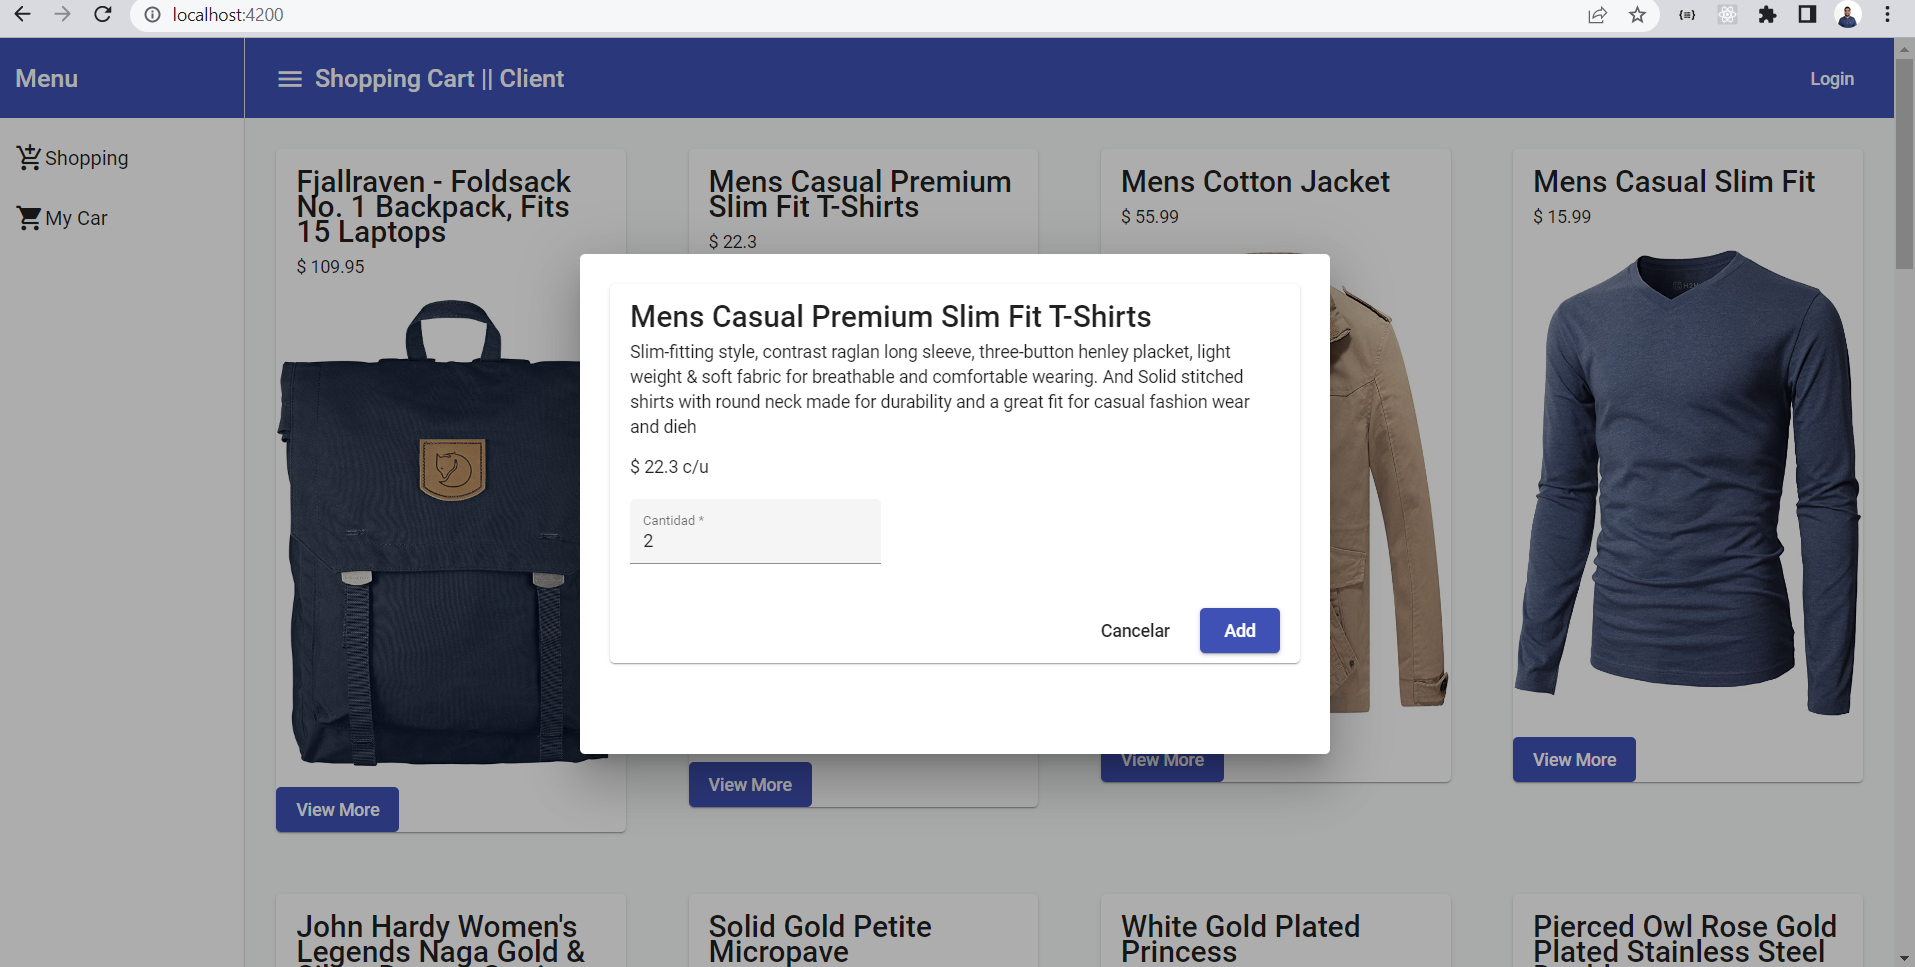 localhost:4200
Menu
Shopping Cart || Client
Login
Shopping
My Car
Fjallraven - Foldsack
No. 1 Backpack, Fits
15 Laptops
$ 109.95
View More
Mens Casual Premium
Slim Fit T-Shirts
$ 22.3
View More
Mens Cotton Jacket
$ 55.99
View More
Mens Casual Slim Fit
$ 15.99
View More
Mens Casual Premium Slim Fit T-Shirts
Slim-fitting style, contrast raglan long sleeve, three-button henley placket, light
weight & soft fabric for breathable and comfortable wearing. And Solid stitched
shirts with round neck made for durability and a great fit for casual fashion wear
and dieh
$ 22.3 c/u
Cantidad *
2
Cancelar
Add
John Hardy Women's
Legends Naga Gold &
Solid Gold Petite
Micropave
White Gold Plated
Princess
Pierced Owl Rose Gold
Plated Stainless Steel